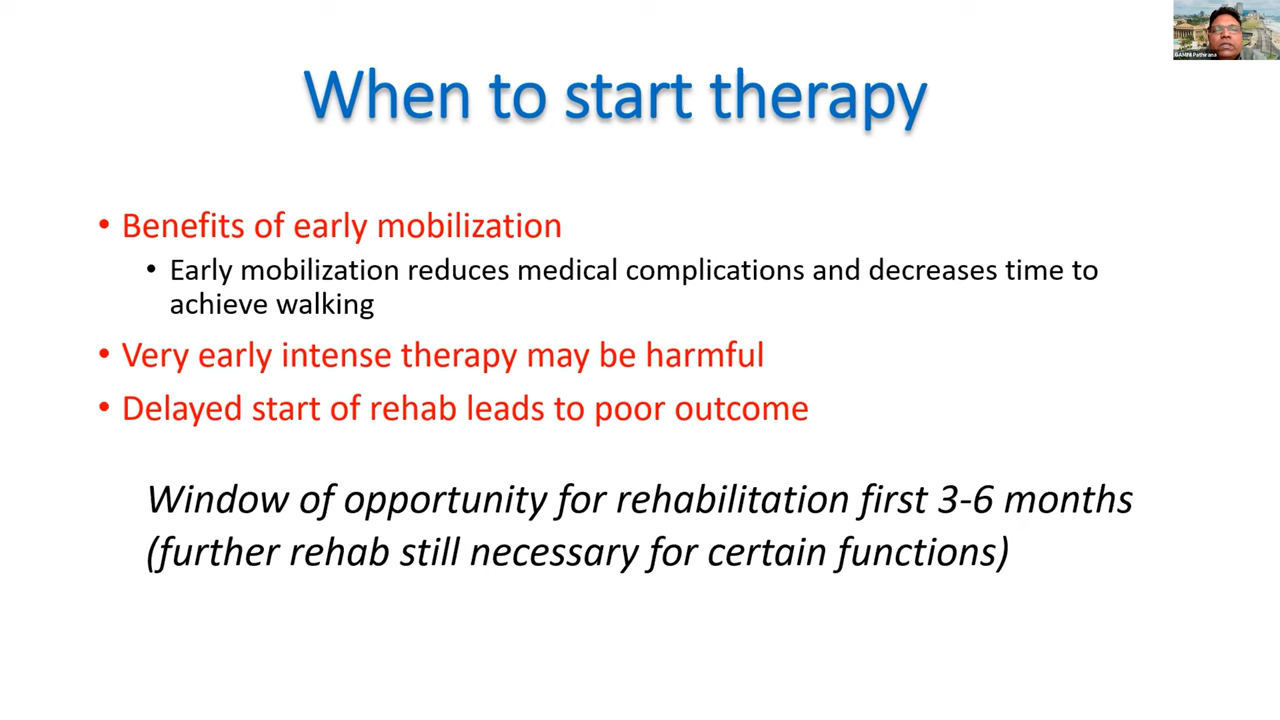 When to start therapy
GAMINI Pathirana
• Benefits of early mobilization
• Early mobilization reduces medical complications and decreases time to
achieve walking
• Very early intense therapy may be harmful
• Delayed start of rehab leads to poor outcome
Window of opportunity for rehabilitation first 3-6 months
(further rehab still necessary for certain functions)